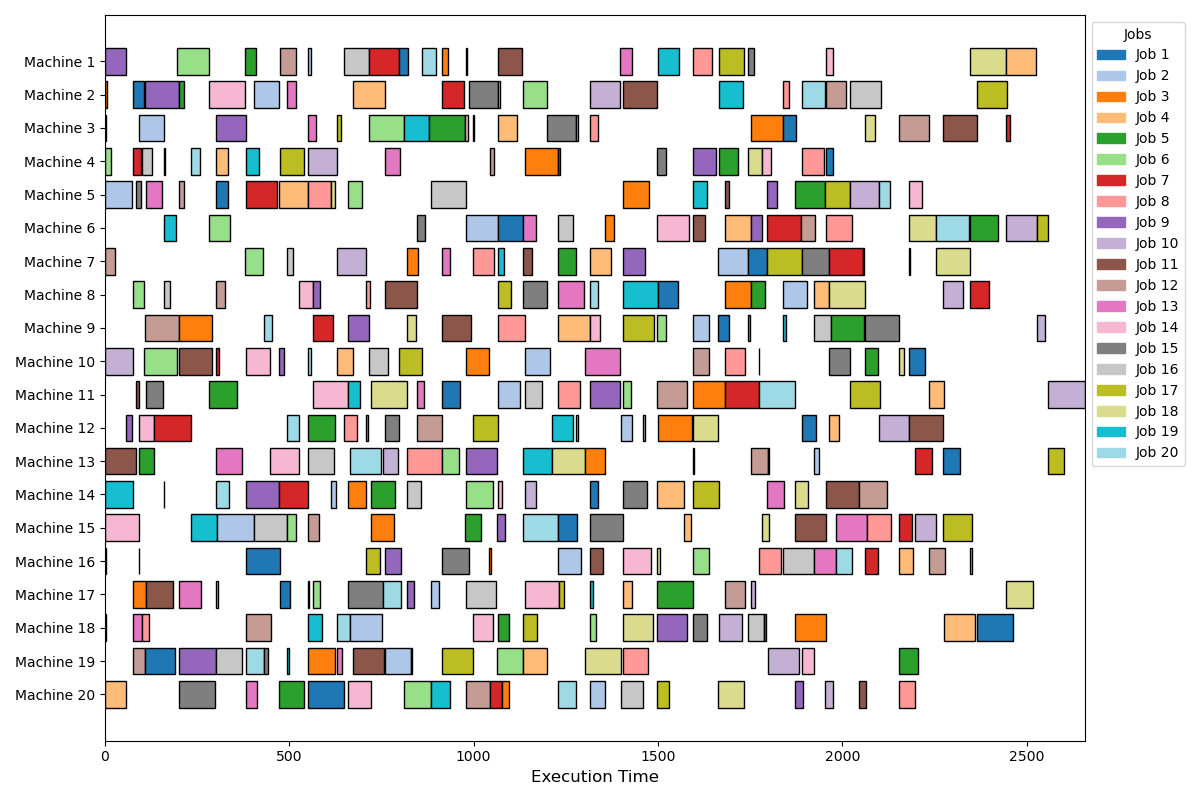 Machine 1
Machine 2
Machine 3
Machine 4
Machine 5
Machine 6
Machine 7
Machine 8
Machine 9
Machine 10
Machine 11
Machine 12
Machine 13
Machine 14
Machine 15
Machine 16
Machine 17
Machine 18
Machine 19
Machine 20
0 500 1000 1500 2000 2500
Execution Time
Jobs
Job 1
Job 2
Job 3
Job 4
Job 5
Job 6
Job 7
Job 8
Job 9
Job 10
Job 11
Job 12
Job 13
Job 14
Job 15
Job 16
Job 17
Job 18
Job 19
Job 20